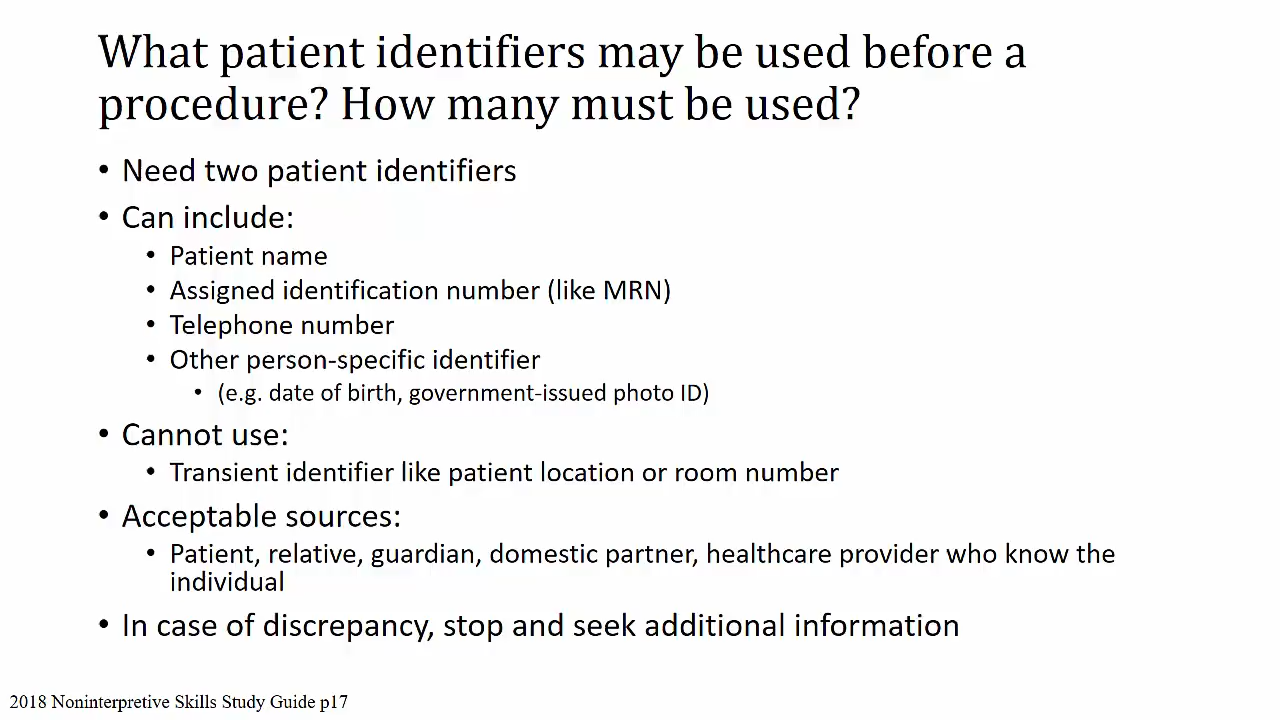 What patient identifiers may be used before a
procedure? How many must be used?
• Need two patient identifiers
• Can include:
• Patient name
• Assigned identification number (like MRN)
• Telephone number
• Other person-specific identifier
• (e.g. date of birth, government-issued photo ID)
• Cannot use:
• Transient identifier like patient location or room number
• Acceptable sources:
• Patient, relative, guardian, domestic partner, healthcare provider who know the
individual
• In case of discrepancy, stop and seek additional information
2018 Noninterpretive Skills Study Guide p17